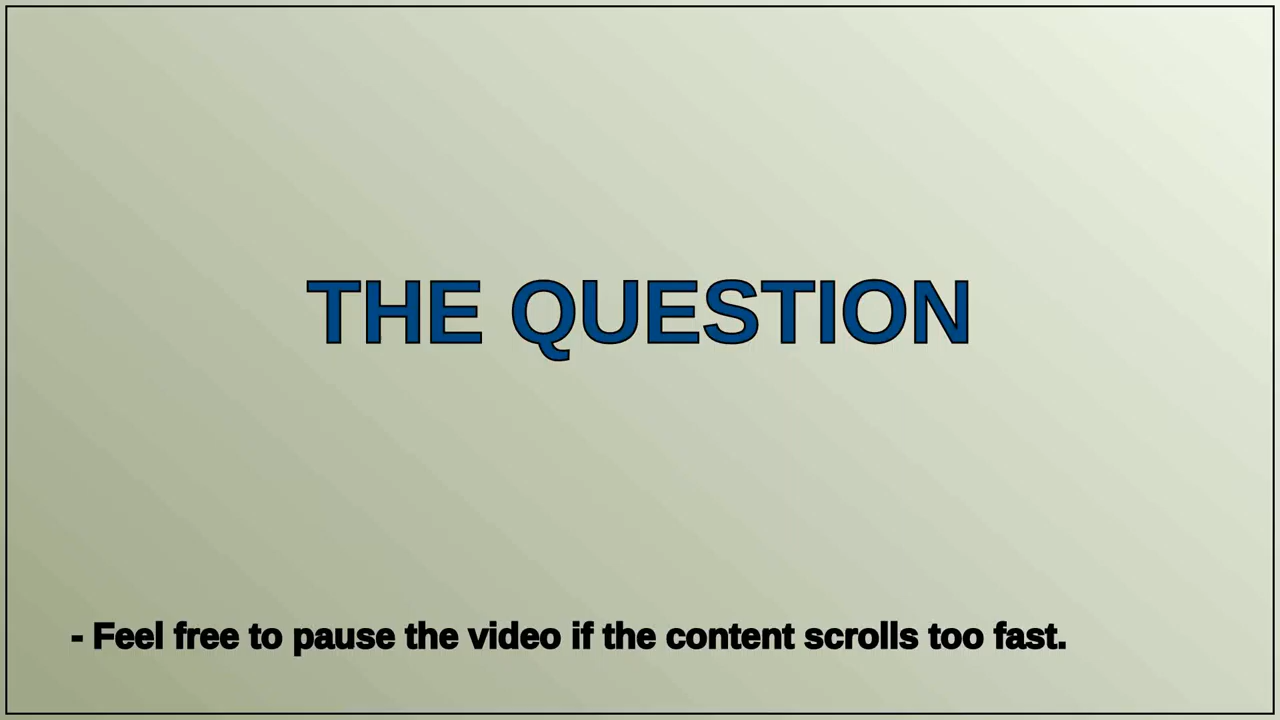 THE QUESTION
- Feel free to pause the video if the content scrolls too fast.